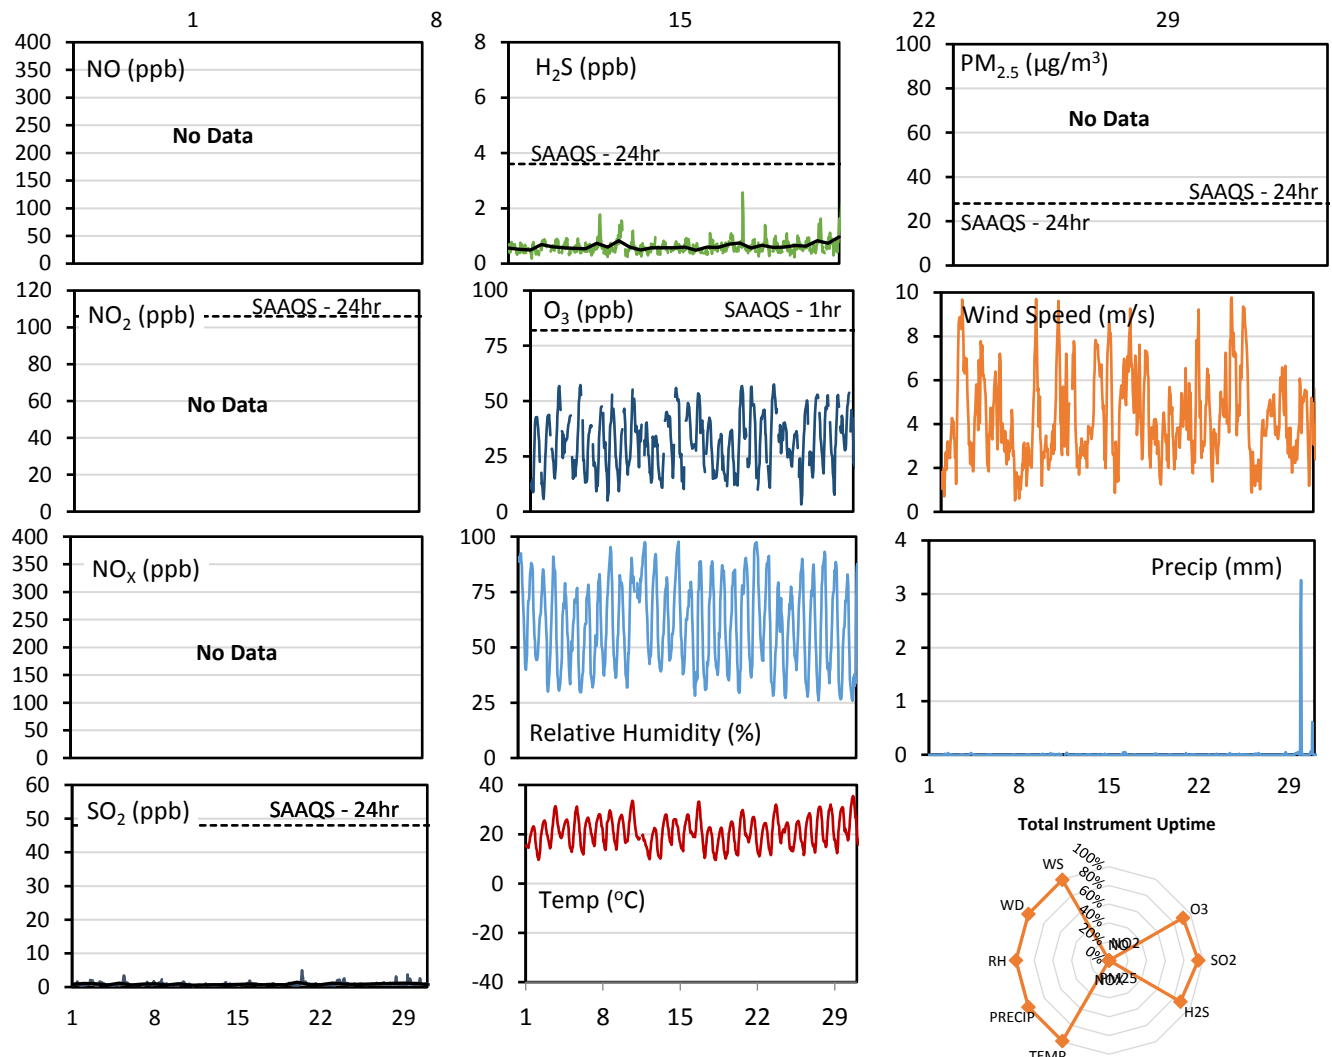 1 8 15 22 29
400
350
300
250
200
150
100
50
0
NO (ppb)
No Data
8
6
4
2
0
H₂S (ppb)
SAAQS - 24hr
100
80
60
40
20
0
PM₂.₅ (µg/m³)
No Data
SAAQS - 24hr
SAAQS - 24hr
120
100
80
60
40
20
0
NO₂ (ppb)
SAAQS - 24hr
No Data
100
75
50
25
0
O₃ (ppb)
SAAQS - 1hr
10
8
6
4
2
0
Wind Speed (m/s)
400
350
300
250
200
150
100
50
0
NOX (ppb)
No Data
100
75
50
25
0
Relative Humidity (%)
4
3
2
1
0
Precip (mm)
1 8 15 22 29
60
50
40
30
20
10
0
SO₂ (ppb)
SAAQS - 24hr
1 8 15 22 29
40
20
0
-20
-40
Temp (°C)
1 8 15 22 29
Total Instrument Uptime
100%
80%
60%
40%
20%
0%
NO
NO2
O3
SO2
H2S
PM25
NOX
TEMP
PRECIP
RH
WD
WS